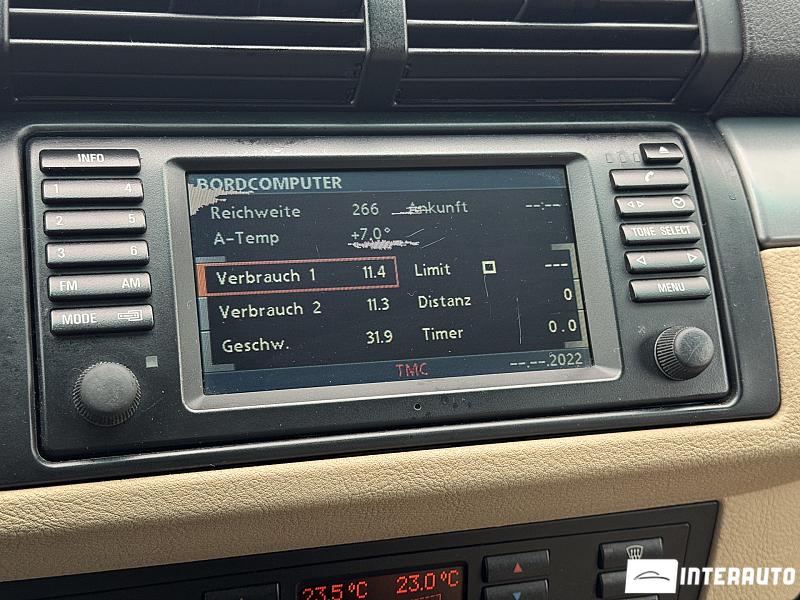 INFO
1 4
2 5
3 6
FM AM
MODE
BORDCOMPUTER
Reichweite 266 Ankunft --:--
A-Temp +7.0°
Verbrauch 1 11.4 Limit ---
Verbrauch 2 11.3 Distanz 0
Geschw. 31.9 Timer 0.0
TMC --.--.2022
TONE SELECT
MENU
23.5°C 23.0°C
INTERAUTO